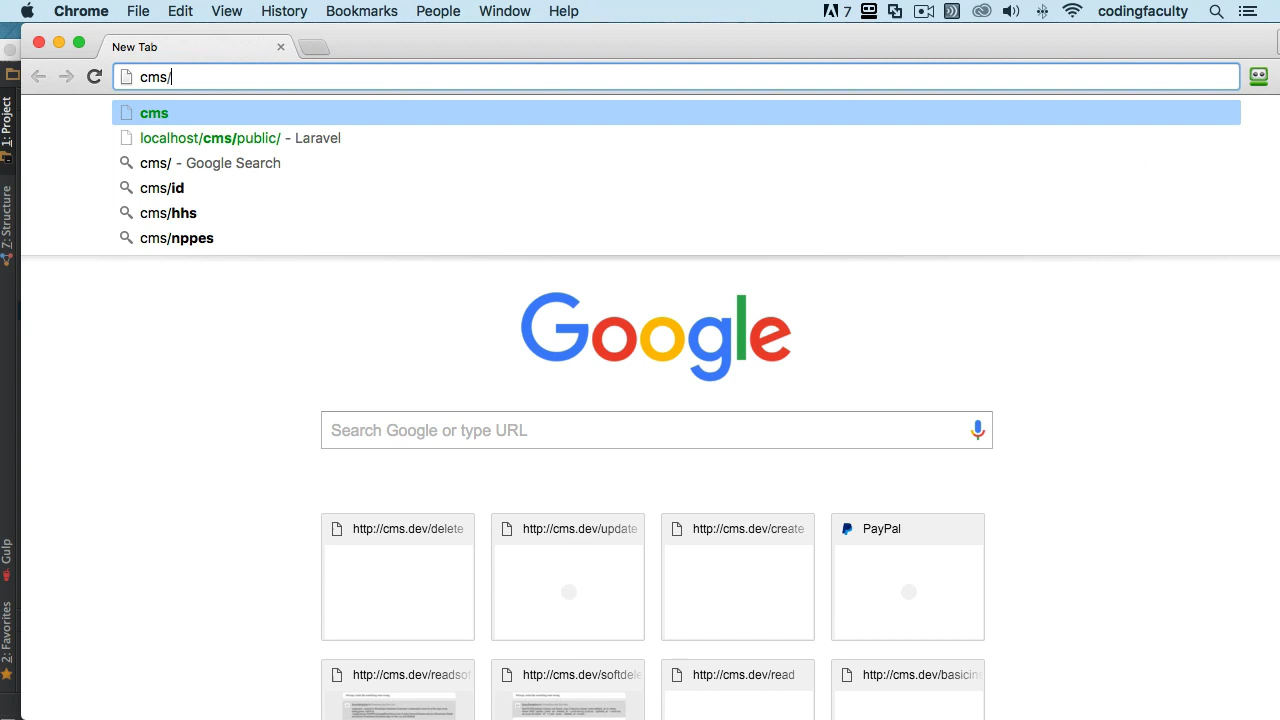 Chrome File Edit View History Bookmarks People Window Help 7 codingfaculty
New Tab
cms/
cms
localhost/cms/public/ - Laravel
cms/ - Google Search
cms/id
cms/hhs
cms/nppes
1: Project
7: Structure
Gulp
2: Favorites
Google
Search Google or type URL
http://cms.dev/delete http://cms.dev/update http://cms.dev/create PayPal
http://cms.dev/readso http://cms.dev/softdele http://cms.dev/read http://cms.dev/basicin